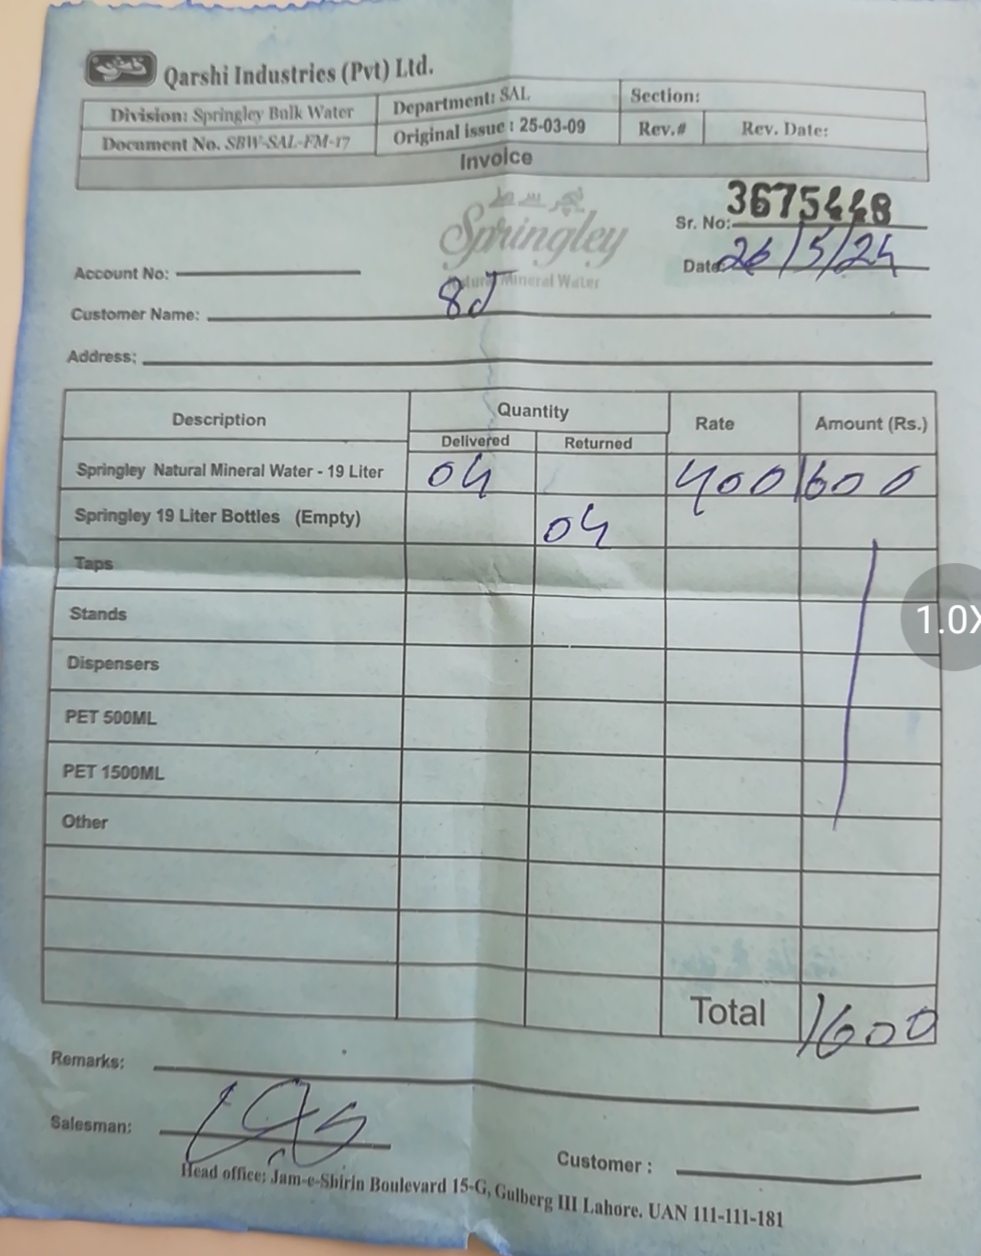 قرشی
Qarshi Industries (Pvt) Ltd.
Division: Springley Bulk Water
Department: SAL
Section:
Document No. SBW-SAL-FM-17
Original issue : 25-03-09
Rev.#
Rev. Date:
Invoice
Springley
Natural Mineral Water
Sr. No: 3675448
Date 26/5/24
Account No:
Customer Name: 8J
Address:
Description Quantity Rate Amount (Rs.)
Delivered Returned
Springley Natural Mineral Water - 19 Liter 04 400 1600
Springley 19 Liter Bottles (Empty) 04
Taps
Stands
Dispensers
PET 500ML
PET 1500ML
Other
Total 1600
Remarks:
Salesman:
Customer :
Head office: Jam-e-Shirin Boulevard 15-G, Gulberg III Lahore. UAN 111-111-181
1.0X